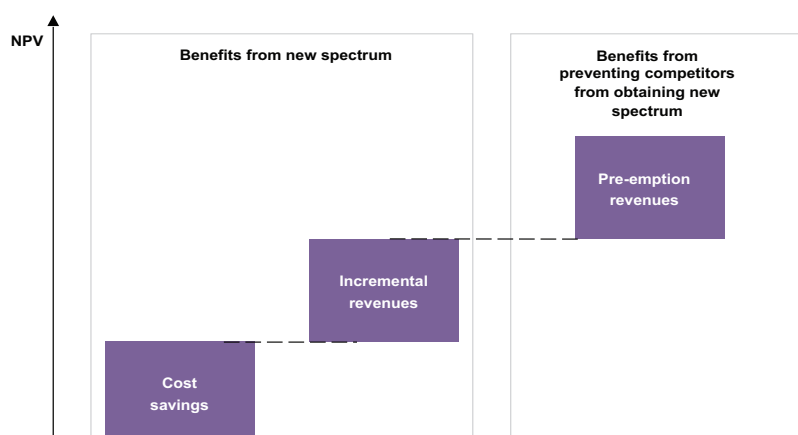 NPV
Benefits from new spectrum
Benefits from
preventing competitors
from obtaining new
spectrum
Pre-emption
revenues
Incremental
revenues
Cost
savings